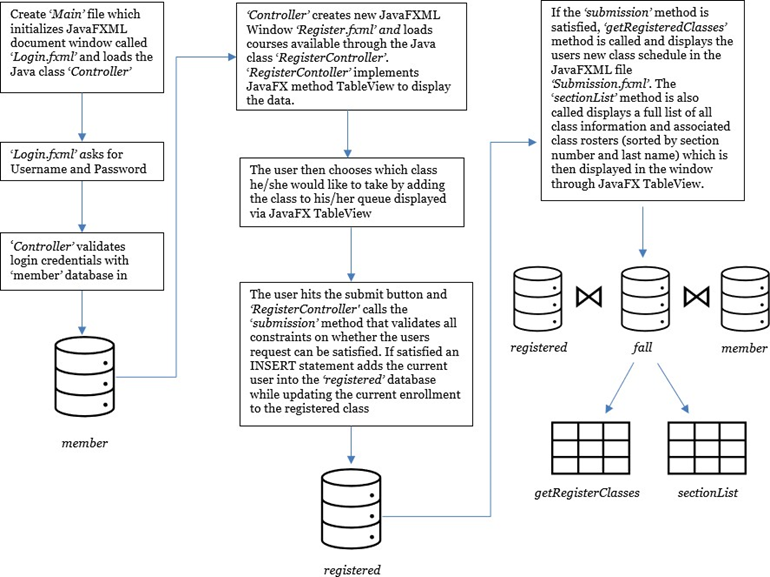 Create ‘Main’ file which
initializes JavaFXML
document window called
‘Login.fxml’ and loads the
Java class ‘Controller’
‘Login.fxml’ asks for
Username and Password
‘Controller’ validates
login credentials with
‘member’ database in
member
‘Controller’ creates new JavaFXML
Window ‘Register.fxml’ and loads
courses available through the Java
class ‘RegisterController’.
‘RegisterContoller’ implements
JavaFX method TableView to display
the data.
The user then chooses which class
he/she would like to take by adding
the class to his/her queue displayed
via JavaFX TableView
The user hits the submit button and
‘RegisterController’ calls the
‘submission’ method that validates all
constraints on whether the users
request can be satisfied. If satisfied an
INSERT statement adds the current
user into the ‘registered’ database
while updating the current enrollment
to the registered class
registered
If the ‘submission’ method is
satisfied, ‘getRegisteredClasses’
method is called and displays the
users new class schedule in the
JavaFXML file
‘Submission.fxml’. The
‘sectionList’ method is also
called displays a full list of all
class information and associated
class rosters (sorted by section
number and last name) which is
then displayed in the window
through JavaFX TableView.
registered
fall
member
getRegisterClasses
sectionList